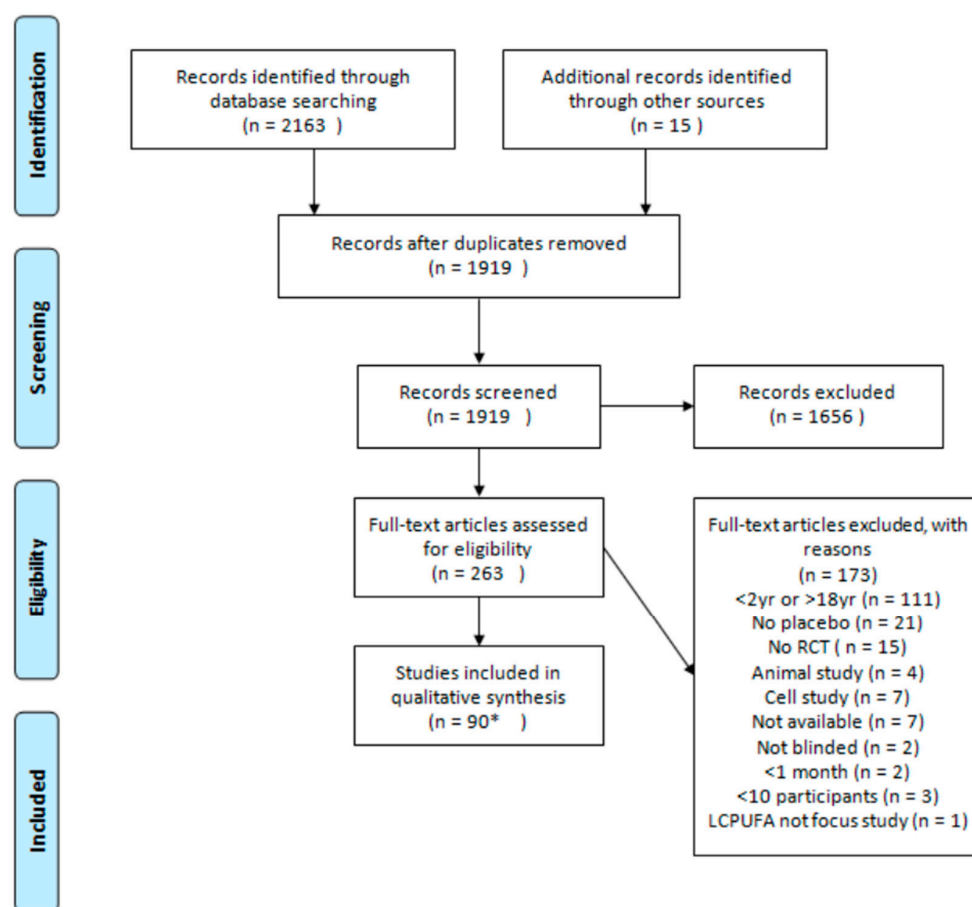 Identification
Records identified through
database searching
(n = 2163 )
Additional records identified
through other sources
(n = 15 )
Records after duplicates removed
(n = 1919 )
Screening
Records screened
(n = 1919 )
Records excluded
(n = 1656 )
Eligibility
Full-text articles assessed
for eligibility
(n = 263 )
Full-text articles excluded, with
reasons
(n = 173)
<2yr or >18yr (n = 111)
No placebo (n = 21)
No RCT ( n = 15)
Animal study (n = 4)
Cell study (n = 7)
Not available (n = 7)
Not blinded (n = 2)
<1 month (n = 2)
<10 participants (n = 3)
LCPUFA not focus study (n = 1)
Included
Studies included in
qualitative synthesis
(n = 90* )